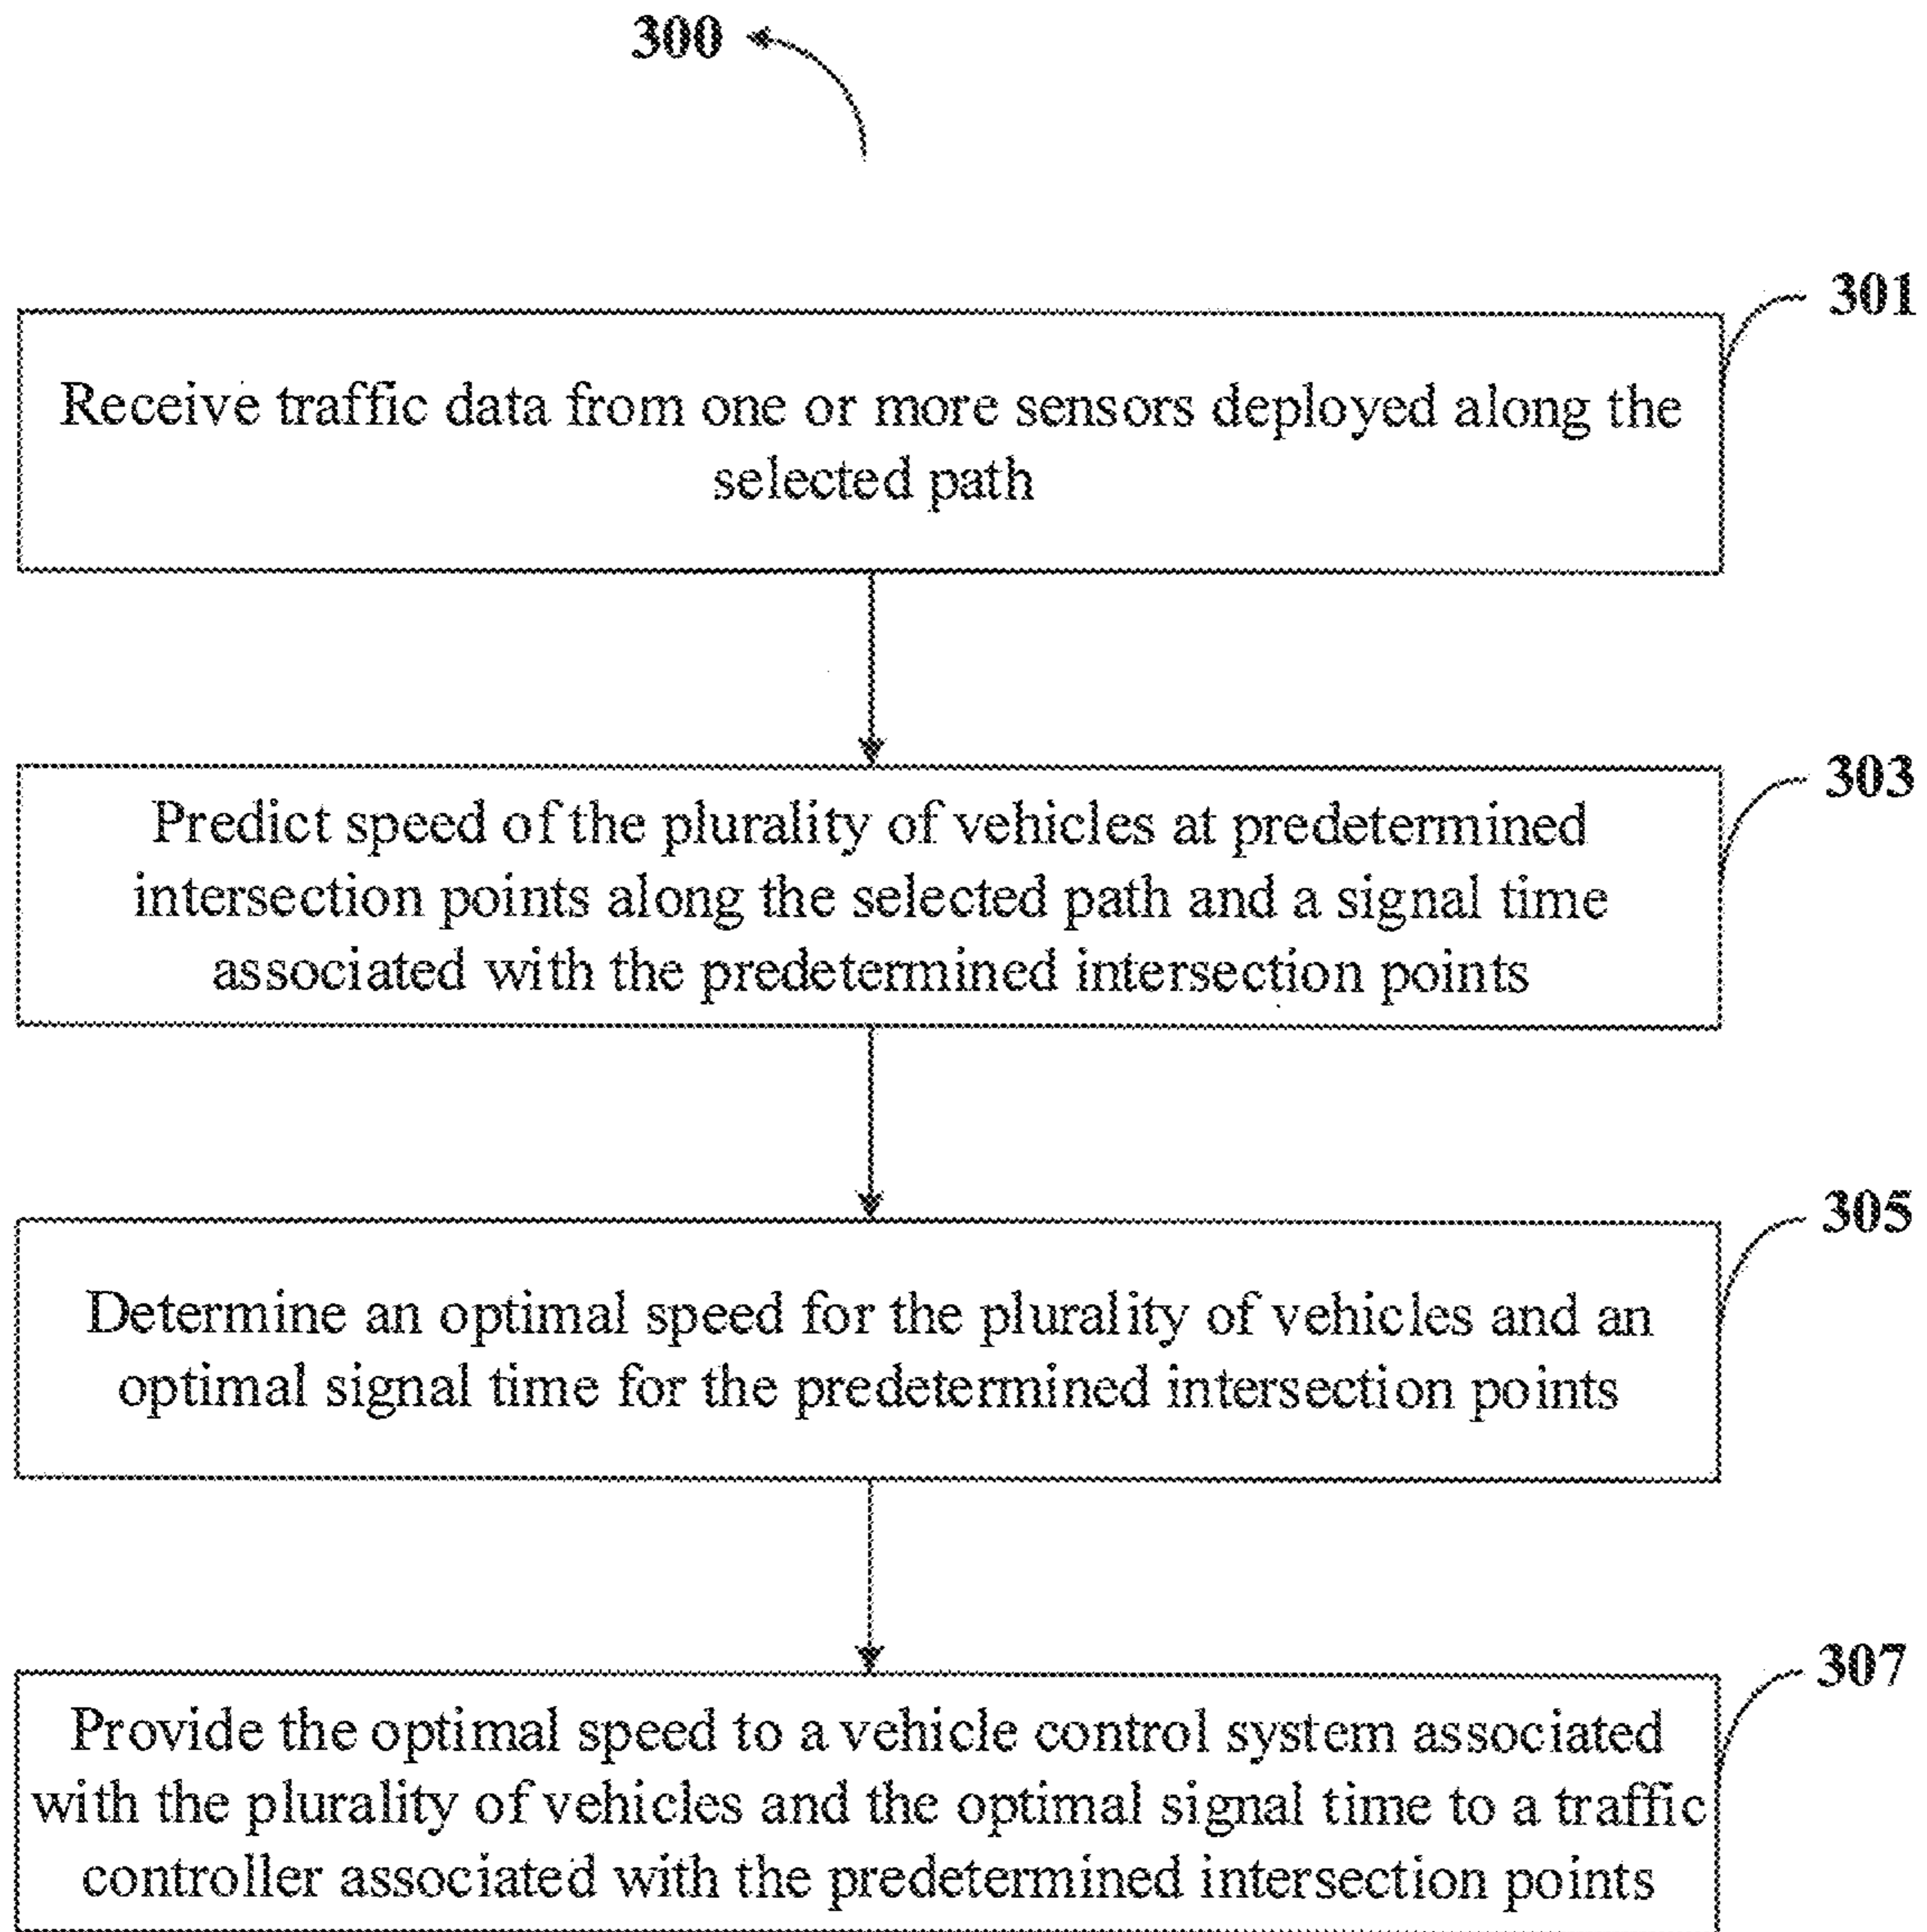 300
301
Receive traffic data from one or more sensors deployed along the
selected path
303
Predict speed of the plurality of vehicles at predetermined
intersection points along the selected path and a signal time
associated with the predetermined intersection points
305
Determine an optimal speed for the plurality of vehicles and an
optimal signal time for the predetermined intersection points
307
Provide the optimal speed to a vehicle control system associated
with the plurality of vehicles and the optimal signal time to a traffic
controller associated with the predetermined intersection points